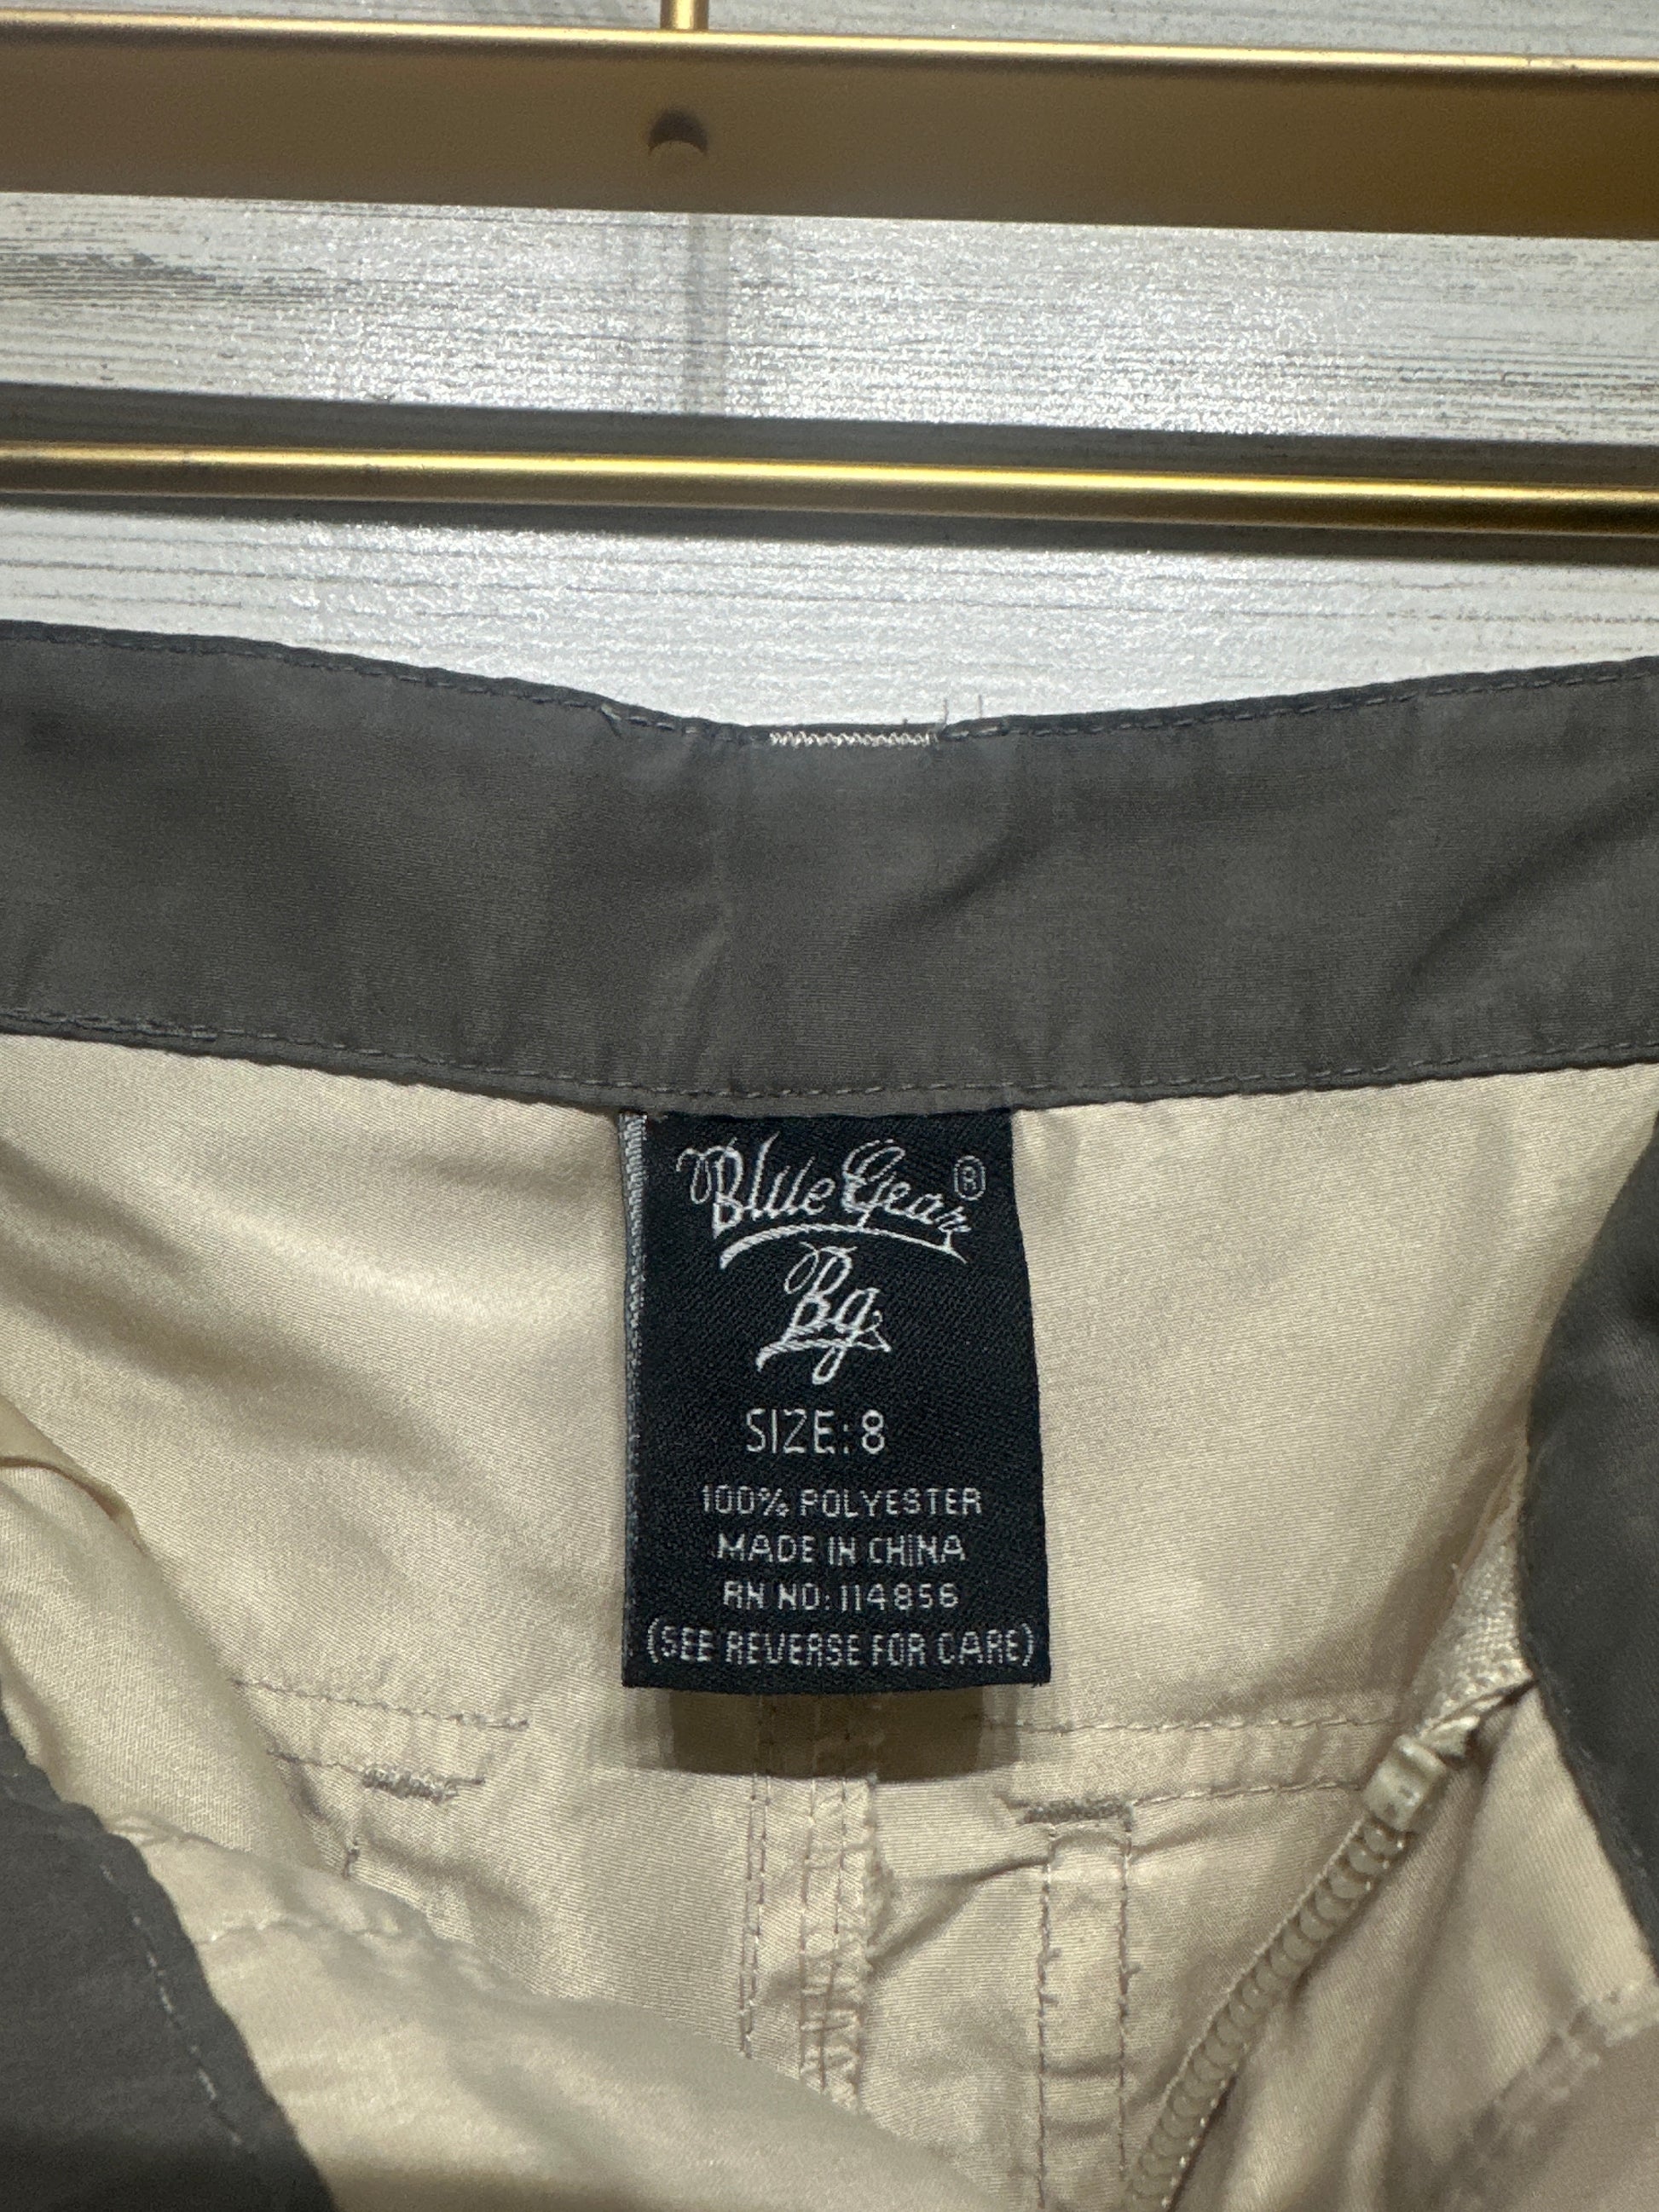 Blue Gear ®
Bg
SIZE: 8
100% POLYESTER
MADE IN CHINA
RN NO: 114856
(SEE REVERSE FOR CARE)